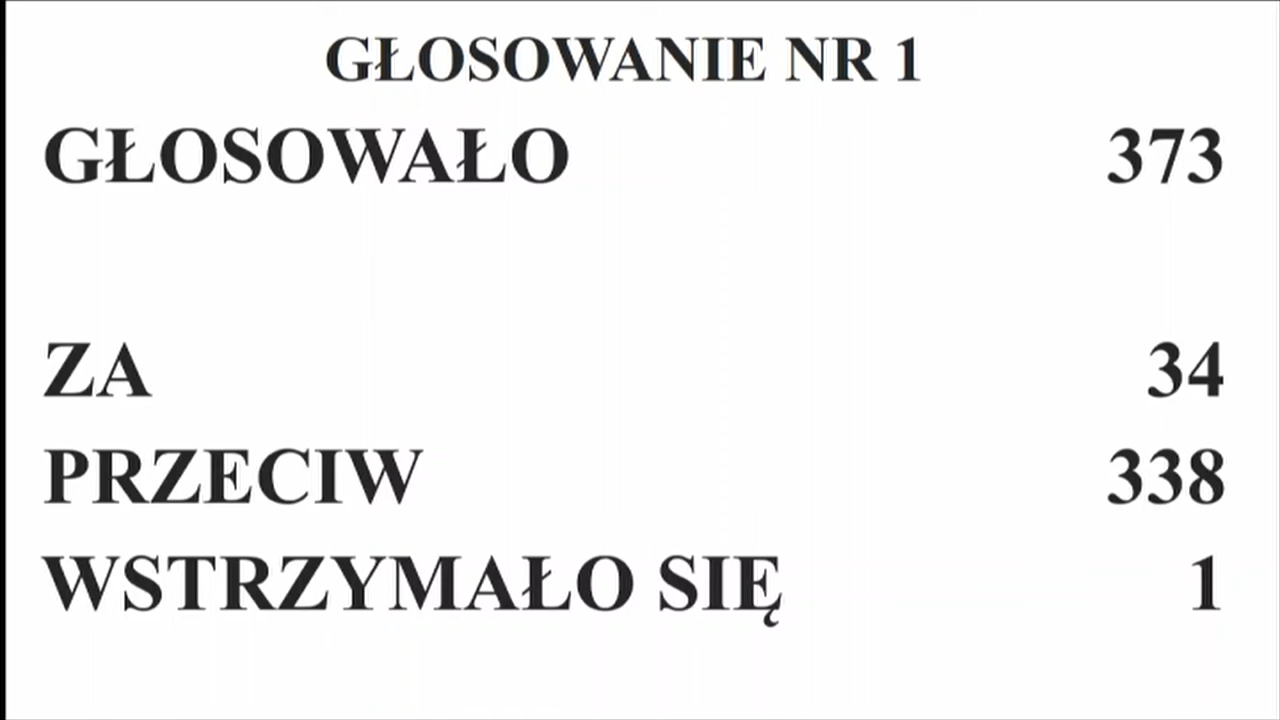 GŁOSOWANIE NR 1
GŁOSOWAŁO 373
ZA 34
PRZECIW 338
WSTRZYMAŁO SIĘ 1